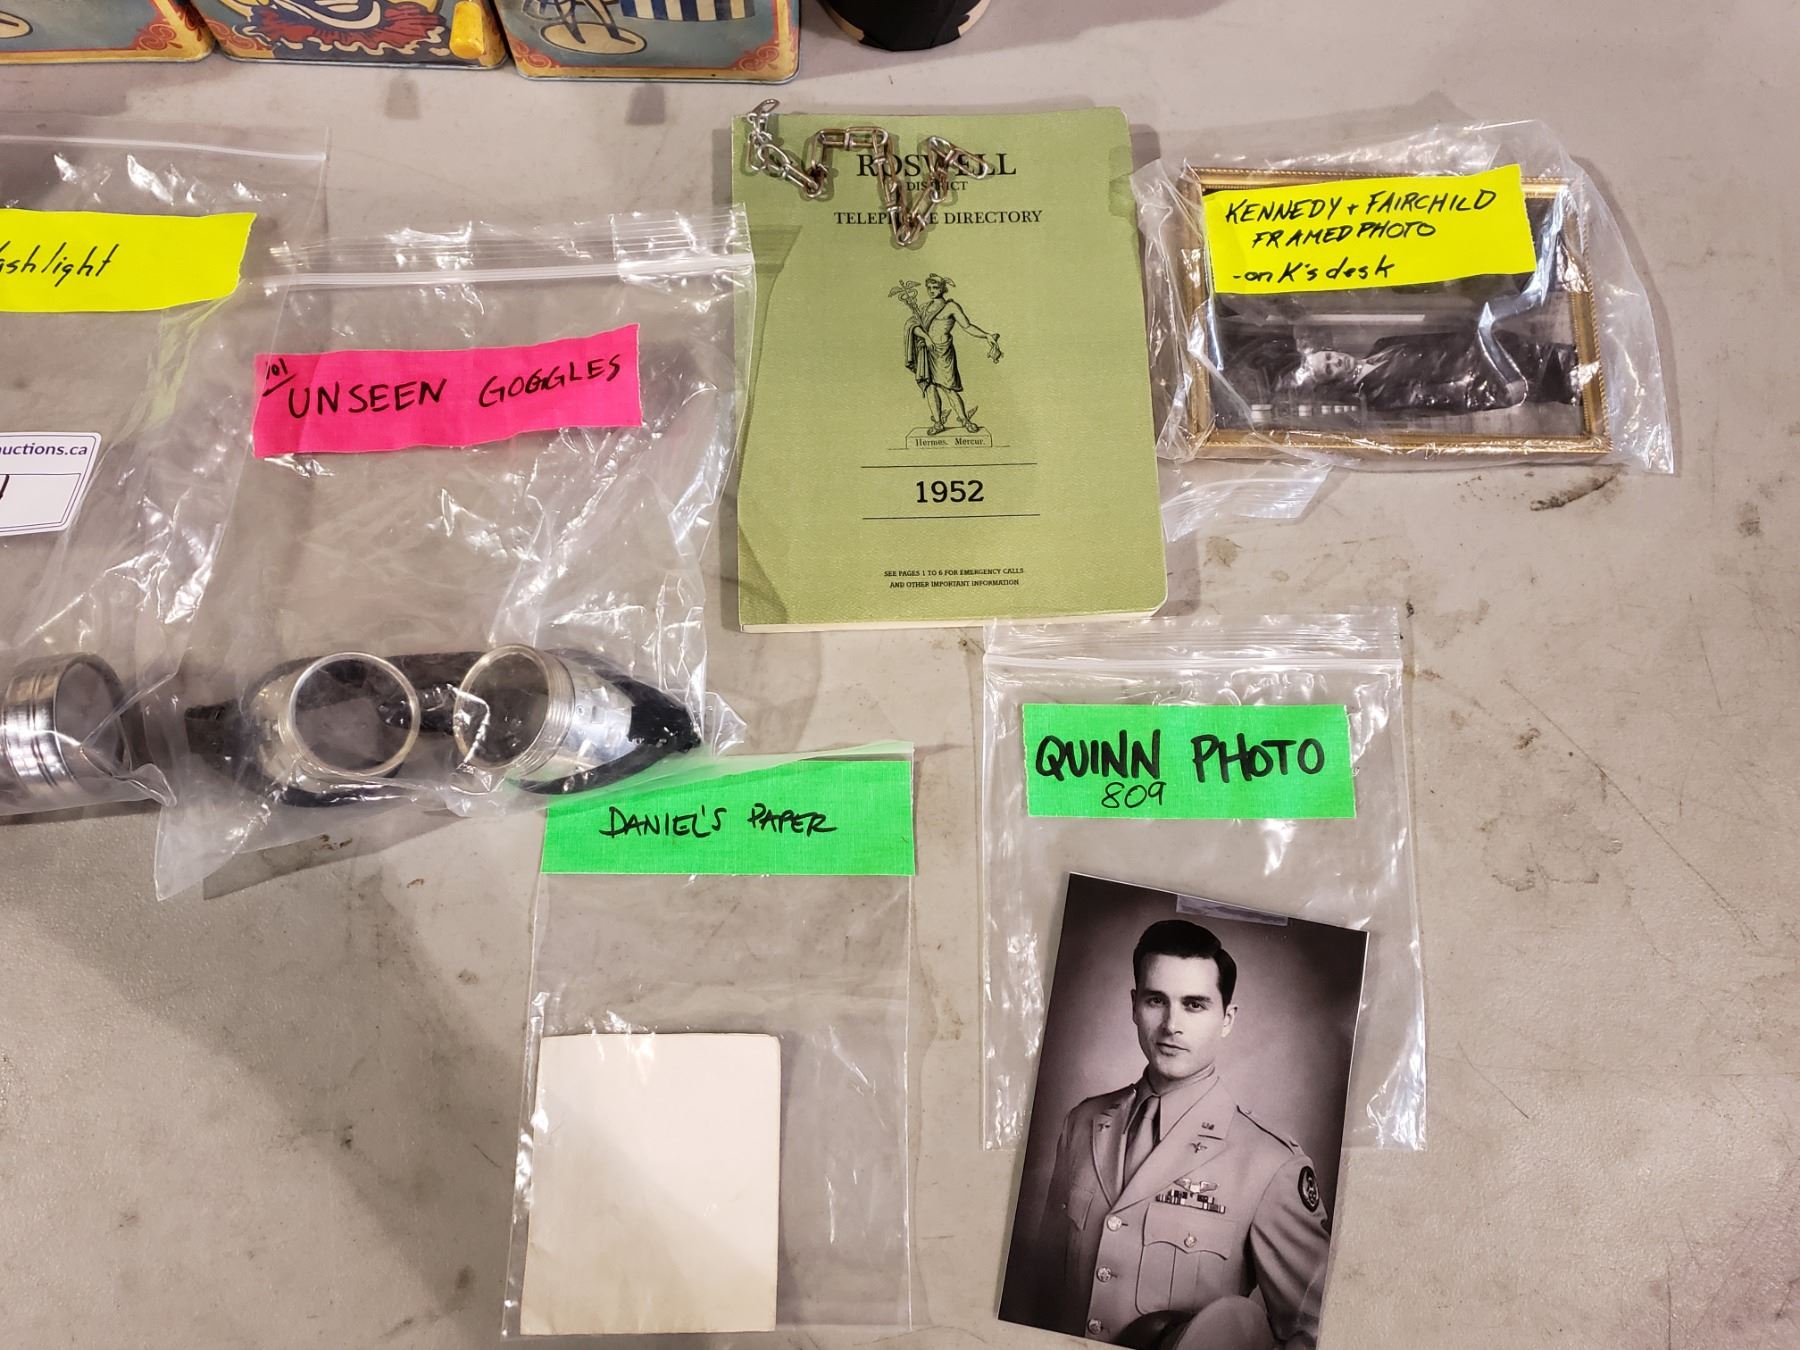 ROSWELL
DISTRICT
TELEPHONE DIRECTORY
Hermes. Mercur.
1952
SEE PAGES 1 TO 6 FOR EMERGENCY CALLS
AND OTHER IMPORTANT INFORMATION
KENNEDY + FAIRCHILD
FRAMED PHOTO
-on K's desk
ashlight
101
UNSEEN GOGGLES
uctions.ca
DANIEL'S PAPER
QUINN PHOTO
809